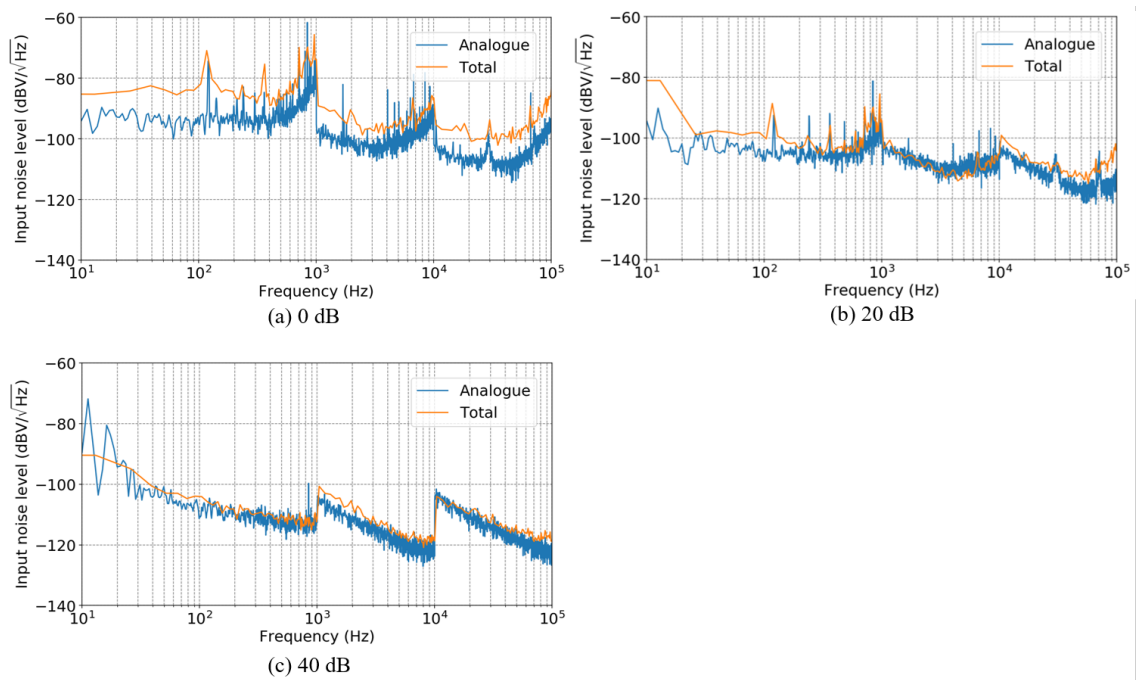 −60
−80
−100
−120
−140
Input noise level (dBV/√Hz)
Analogue
Total
10¹ 10² 10³ 10⁴ 10⁵
Frequency (Hz)
(a) 0 dB
−60
−80
−100
−120
−140
Input noise level (dBV/√Hz)
Analogue
Total
10¹ 10² 10³ 10⁴ 10⁵
Frequency (Hz)
(b) 20 dB
−60
−80
−100
−120
−140
Input noise level (dBV/√Hz)
Analogue
Total
10¹ 10² 10³ 10⁴ 10⁵
Frequency (Hz)
(c) 40 dB